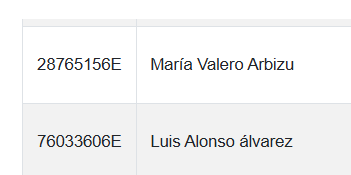 28765156E María Valero Arbizu
76033606E Luis Alonso álvarez